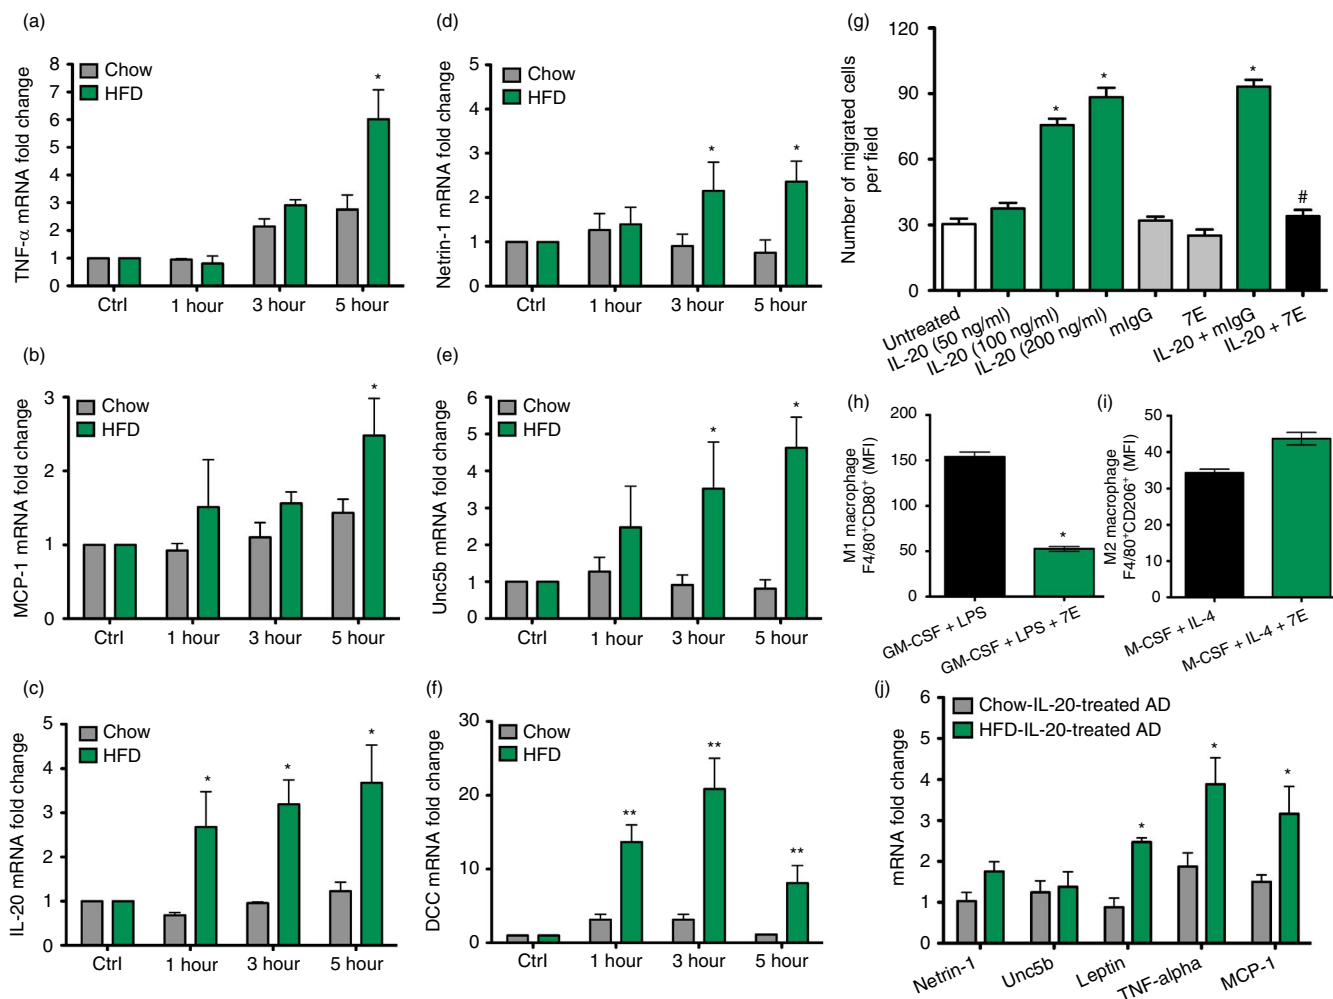 (a)
TNF-α mRNA fold change
8
7
6
5
4
3
2
1
0
Chow
HFD
*
Ctrl 1 hour 3 hour 5 hour
(b)
MCP-1 mRNA fold change
3
2
1
0
Chow
HFD
*
Ctrl 1 hour 3 hour 5 hour
(c)
IL-20 mRNA fold change
5
4
3
2
1
0
Chow
HFD
* * *
Ctrl 1 hour 3 hour 5 hour
(d)
Netrin-1 mRNA fold change
5
4
3
2
1
0
Chow
HFD
* *
Ctrl 1 hour 3 hour 5 hour
(e)
Unc5b mRNA fold change
6
5
4
3
2
1
0
Chow
HFD
* *
Ctrl 1 hour 3 hour 5 hour
(f)
DCC mRNA fold change
30
20
10
0
Chow
HFD
** ** **
Ctrl 1 hour 3 hour 5 hour
(g)
Number of migrated cells
per field
120
90
60
30
0
* * * #
Untreated
IL-20 (50 ng/ml)
IL-20 (100 ng/ml)
IL-20 (200 ng/ml)
mIgG
7E
IL-20 + mIgG
IL-20 + 7E
(h)
M1 macrophage
F4/80⁺CD80⁺ (MFI)
200
150
100
50
0
*
GM-CSF + LPS
GM-CSF + LPS + 7E
(i)
M2 macrophage
F4/80⁺CD206⁺ (MFI)
50
40
30
20
10
0
M-CSF + IL-4
M-CSF + IL-4 + 7E
(j)
mRNA fold change
6
5
4
3
2
1
0
Chow-IL-20-treated AD
HFD-IL-20-treated AD
* * *
Netrin-1
Unc5b
Leptin
TNF-alpha
MCP-1